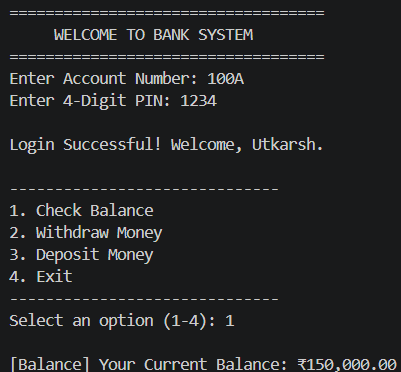 ===================================
WELCOME TO BANK SYSTEM
===================================
Enter Account Number: 100A
Enter 4-Digit PIN: 1234
Login Successful! Welcome, Utkarsh.
------------------------------
1. Check Balance
2. Withdraw Money
3. Deposit Money
4. Exit
------------------------------
Select an option (1-4): 1
[Balance] Your Current Balance: ₹150,000.00